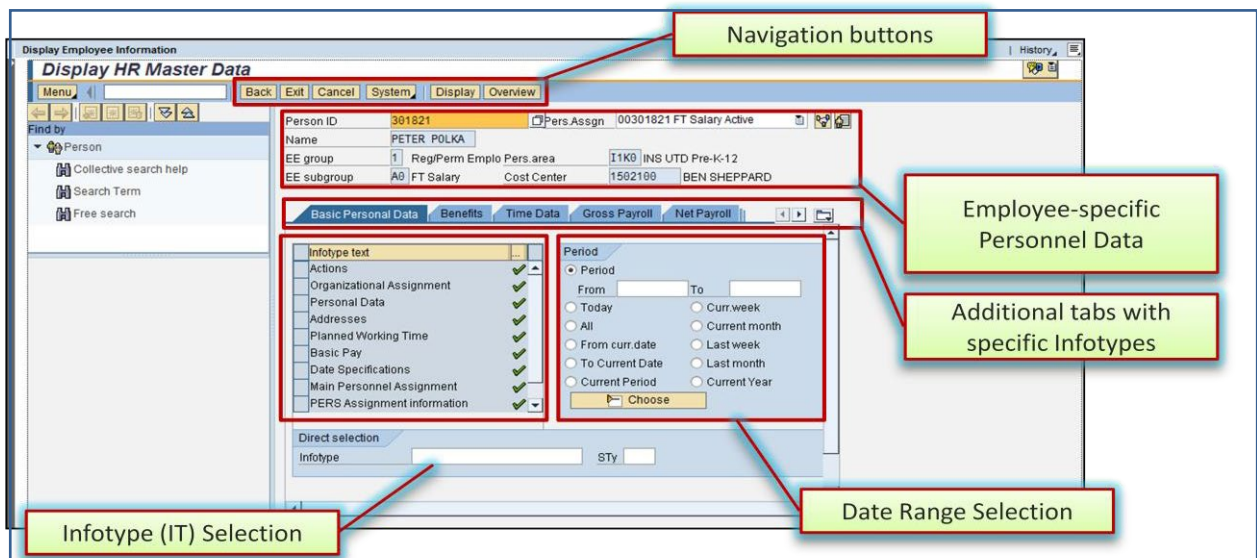 Navigation buttons
Display Employee Information
History
Display HR Master Data
Menu Back Exit Cancel System Display Overview
Find by
Person
Collective search help
Search Term
Free search
Person ID 301821 Pers.Assgn 00301821 FT Salary Active
Name PETER POLKA
EE group 1 Reg/Perm Emplo Pers.area I1K0 INS UTD Pre-K-12
EE subgroup A0 FT Salary Cost Center 1502100 BEN SHEPPARD
Employee-specific
Personnel Data
Basic Personal Data Benefits Time Data Gross Payroll Net Payroll
Infotype text ...
Actions
Organizational Assignment
Personal Data
Addresses
Planned Working Time
Basic Pay
Date Specifications
Main Personnel Assignment
PERS Assignment information
Period
Period
From To
Today Curr.week
All Current month
From curr.date Last week
To Current Date Last month
Current Period Current Year
Choose
Additional tabs with
specific Infotypes
Direct selection
Infotype STy
Infotype (IT) Selection
Date Range Selection